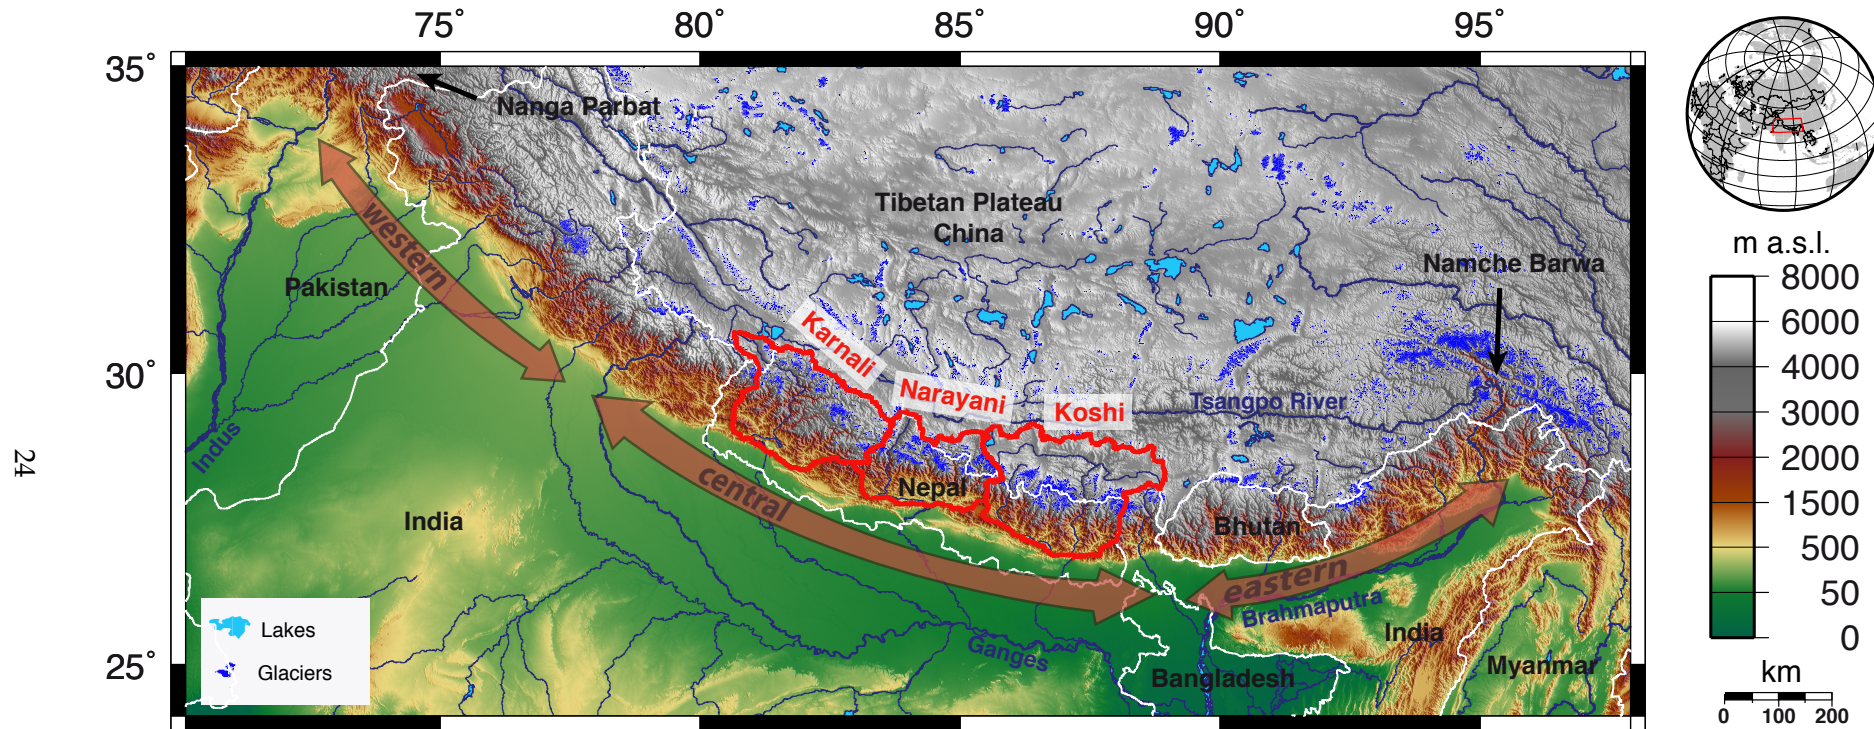 75° 80° 85° 90° 95°
35°
30°
25°
24
Nanga Parbat
Tibetan Plateau
China
Namche Barwa
western
Pakistan
Karnali
Narayani
Koshi
Tsangpo River
Indus
central
Nepal
India
Bhutan
eastern
Brahmaputra
India
Ganges
Bangladesh
Myanmar
Lakes
Glaciers
m a.s.l.
8000
6000
4000
3000
2000
1500
500
50
0
km
0 100 200